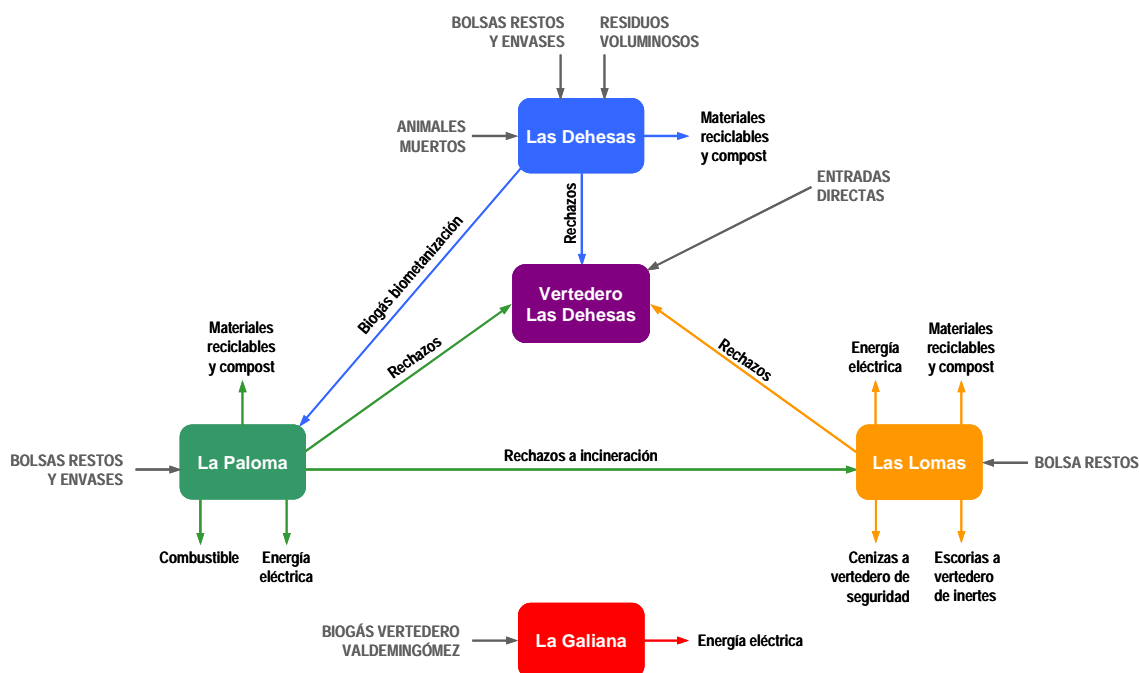 BOLSAS RESTOS
Y ENVASES
RESIDUOS
VOLUMINOSOS
ANIMALES
MUERTOS
Las Dehesas
Materiales
reciclables
y compost
ENTRADAS
DIRECTAS
Rechazos
Biogás biometanización
Vertedero
Las Dehesas
Materiales
reciclables
y compost
Rechazos
Rechazos
Energía
eléctrica
Materiales
reciclables
y compost
BOLSAS RESTOS
Y ENVASES
La Paloma
Rechazos a incineración
Las Lomas
BOLSA RESTOS
Combustible
Energía
eléctrica
Cenizas a
vertedero de
seguridad
Escorias a
vertedero
de inertes
BIOGÁS VERTEDERO
VALDEMINGÓMEZ
La Galiana
Energía eléctrica